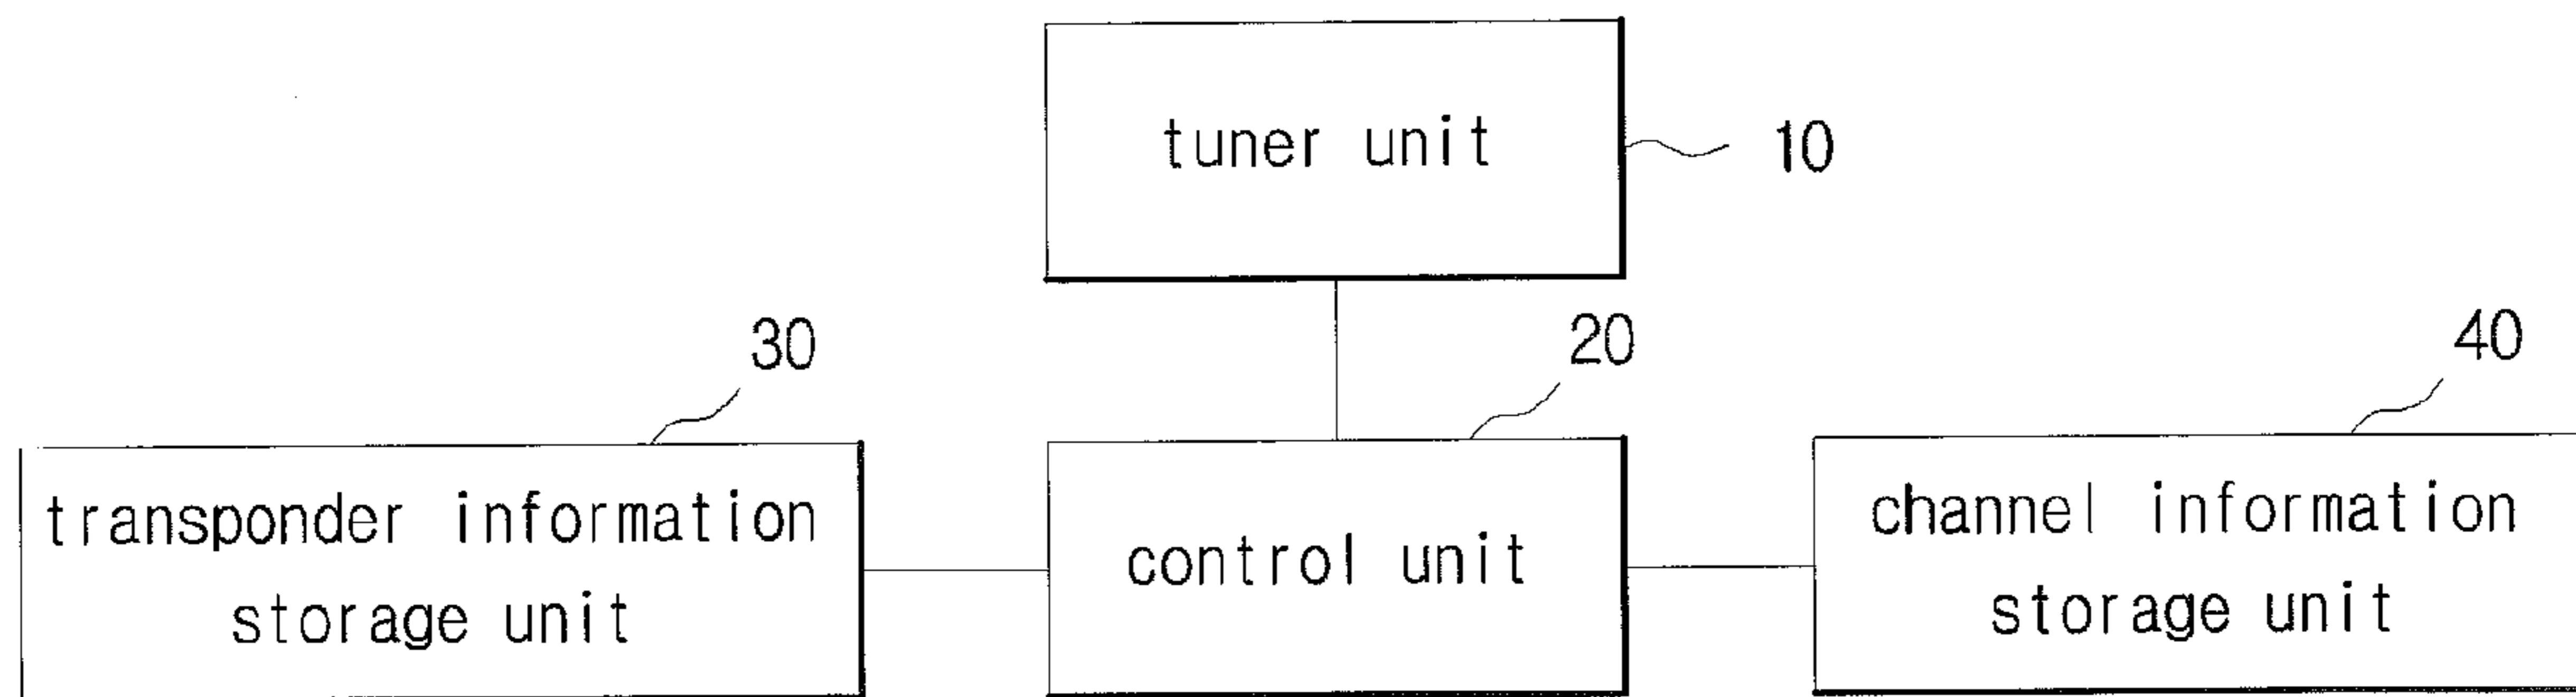 tuner unit
10
30
20
40
transponder information
storage unit
control unit
channel information
storage unit